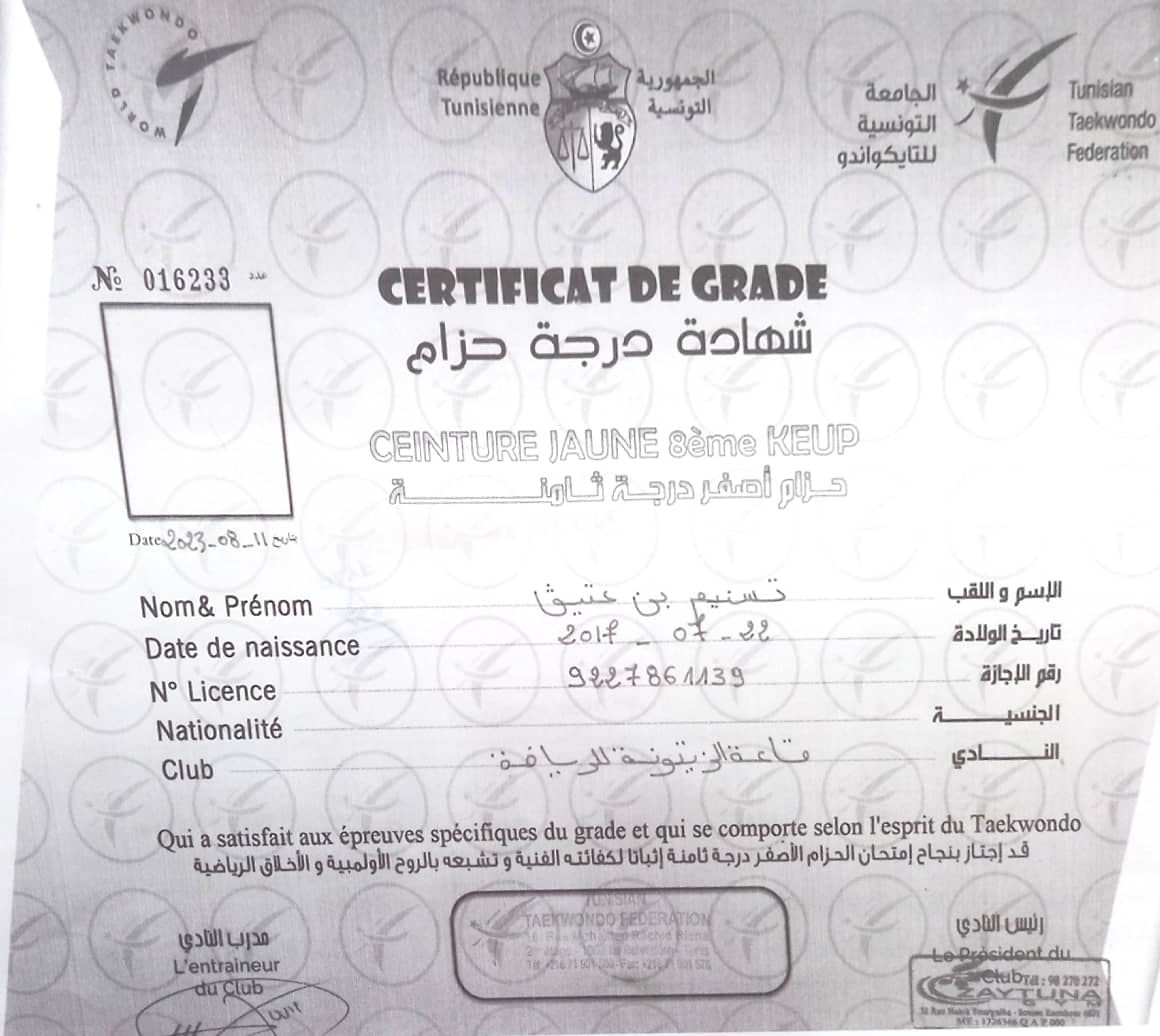 WORLD TAEKWONDO
République
Tunisienne
الجمهورية
التونسية
الجامعة
التونسية
للتايكواندو
Tunisian
Taekwondo
Federation
№ 016233 عدد
CERTIFICAT DE GRADE
شهادة درجة حزام
CEINTURE JAUNE 8ème KEUP
حزام أصفر درجة ثامنة
Date 2023-08-11 تاريخ
Nom& Prénom تسنيم بن عتيق الإسم و اللقب
Date de naissance 2017-07-22 تاريخ الولادة
N° Licence 9227861139 رقم الإجازة
Nationalité الجنسية
Club قاعة الزيتونة للرياضة النادي
Qui a satisfait aux épreuves spécifiques du grade et qui se comporte selon l'esprit du Taekwondo
قد إجتاز بنجاح إمتحان الحزام الأصفر درجة ثامنة إثباتا لكفائته الفنية و تشبعه بالروح الأولمبية و الأخلاق الرياضية
مدرب النادي
L'entraineur
du Club
TUNISIAN
TAEKWONDO FEDERATION
رئيس النادي
Le Président du
Club Tél : 98 270 272
ZAYTUNA